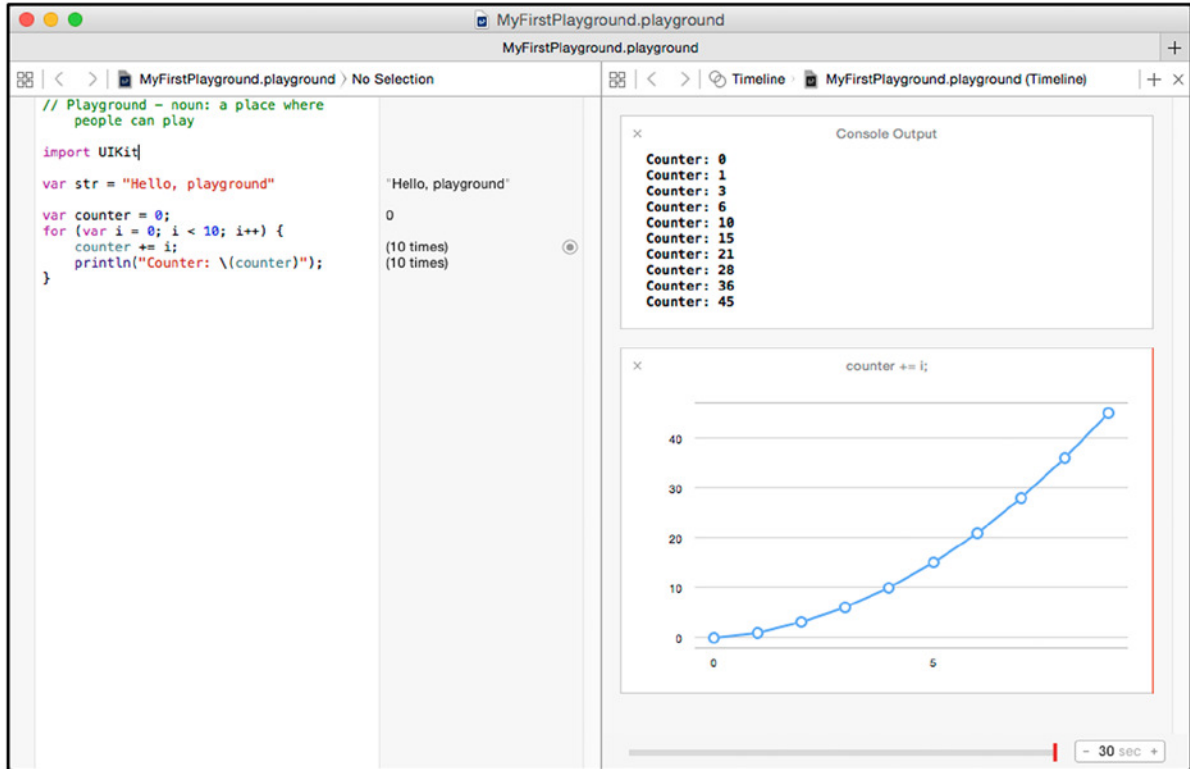 MyFirstPlayground.playground
MyFirstPlayground.playground
+
< > MyFirstPlayground.playground > No Selection
// Playground - noun: a place where
people can play
import UIKit
var str = "Hello, playground"
"Hello, playground"
var counter = 0;
0
for (var i = 0; i < 10; i++) {
counter += i;
(10 times)
println("Counter: \(counter)");
(10 times)
}
< > Timeline > MyFirstPlayground.playground (Timeline) + ×
× Console Output
Counter: 0
Counter: 1
Counter: 3
Counter: 6
Counter: 10
Counter: 15
Counter: 21
Counter: 28
Counter: 36
Counter: 45
× counter += i;
40
30
20
10
0
0 5
- 30 sec +